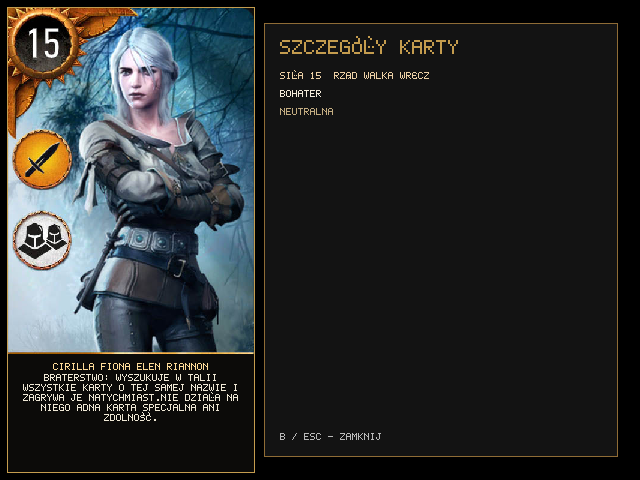 15
CIRILLA FIONA ELEN RIANNON
BRATERSTWO: WYSZUKUJE W TALII
WSZYSTKIE KARTY O TEJ SAMEJ NAZWIE I
ZAGRYWA JE NATYCHMIAST.NIE DZIAŁA NA
NIEGO ADNA KARTA SPECJALNA ANI
ZDOLNOŚĆ.
SZCZEGÓŁY KARTY
SIŁA 15 RZĄD WALKA WRĘCZ
BOHATER
NEUTRALNA
B / ESC - ZAMKNIJ